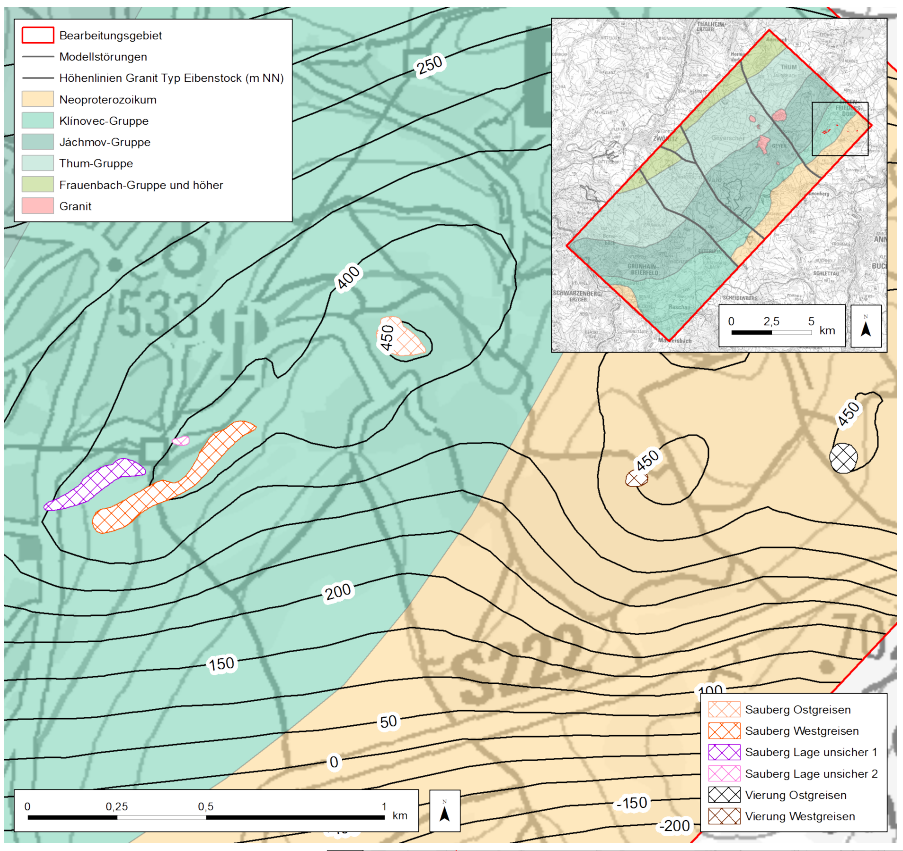 Bearbeitungsgebiet
Modellstörungen
Höhenlinien Granit Typ Eibenstock (m NN)
Neoproterozoikum
Klínovec-Gruppe
Jáchmov-Gruppe
Thum-Gruppe
Frauenbach-Gruppe und höher
Granit
250
400
450
533
450
450
200
150
S222
100
50
0
-150
-200
THUM
SCHWARZENBERG
0 2,5 5
km
N
Sauberg Ostgreisen
Sauberg Westgreisen
Sauberg Lage unsicher 1
Sauberg Lage unsicher 2
Vierung Ostgreisen
Vierung Westgreisen
0 0,25 0,5 1
km
N